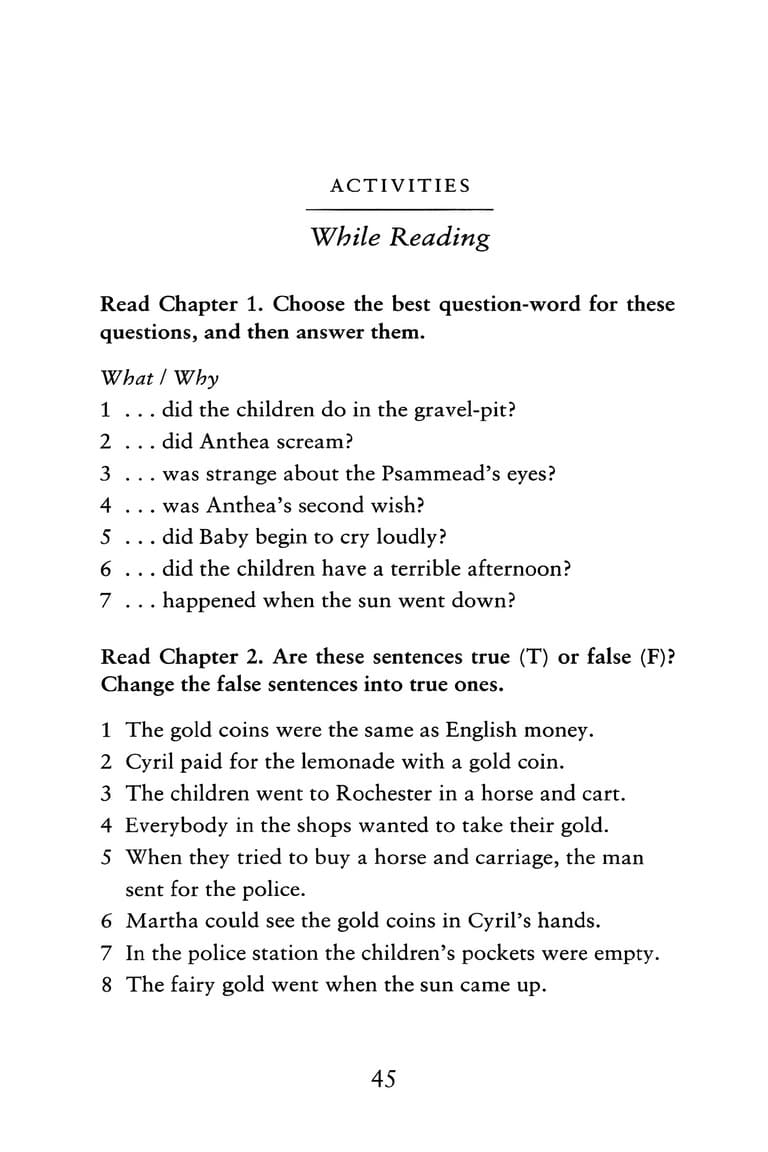 ACTIVITIES
While Reading
Read Chapter 1. Choose the best question-word for these
questions, and then answer them.
What / Why
1 . . . did the children do in the gravel-pit?
2 . . . did Anthea scream?
3 . . . was strange about the Psammead's eyes?
4 . . . was Anthea's second wish?
5 . . . did Baby begin to cry loudly?
6 . . . did the children have a terrible afternoon?
7 . . . happened when the sun went down?
Read Chapter 2. Are these sentences true (T) or false (F)?
Change the false sentences into true ones.
1 The gold coins were the same as English money.
2 Cyril paid for the lemonade with a gold coin.
3 The children went to Rochester in a horse and cart.
4 Everybody in the shops wanted to take their gold.
5 When they tried to buy a horse and carriage, the man
sent for the police.
6 Martha could see the gold coins in Cyril's hands.
7 In the police station the children's pockets were empty.
8 The fairy gold went when the sun came up.
45